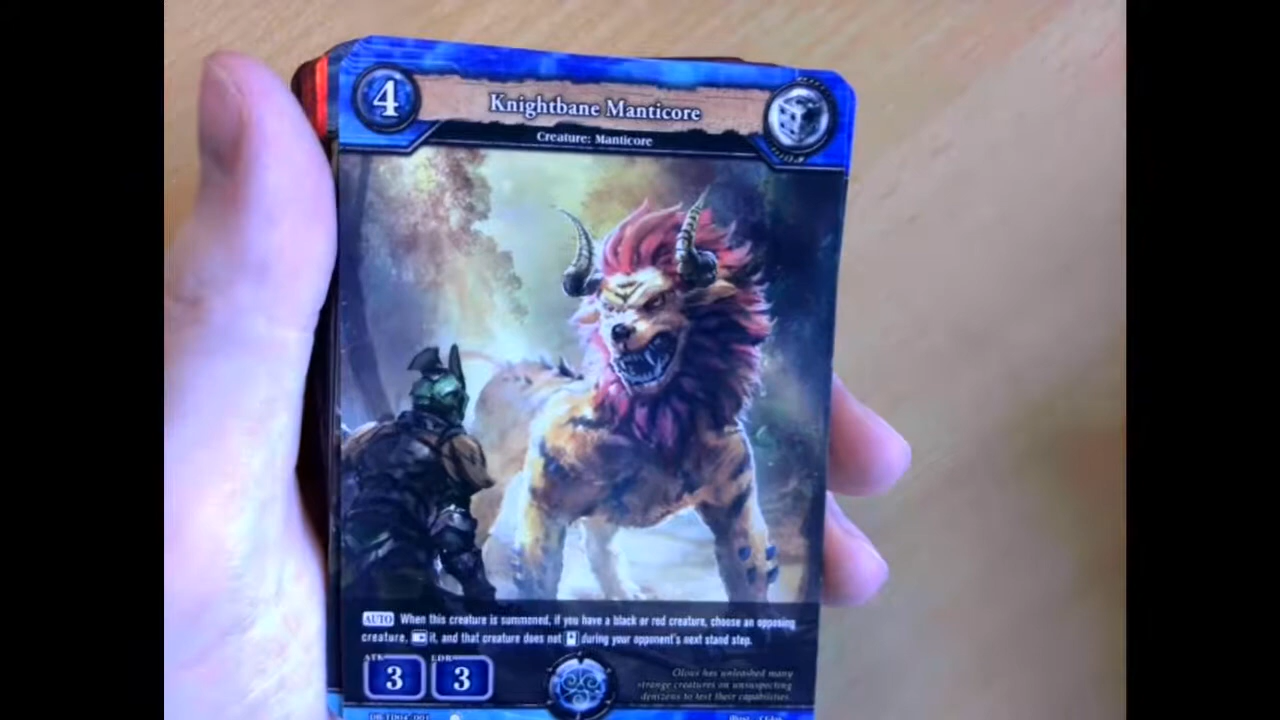 4
Knightbane Manticore
Creature: Manticore
AUTO When this creature is summoned, if you have a black or red creature, choose an opposing
creature, it, and that creature does not during your opponent's next stand step.
ATK EDR
3 3
has unleashed many
strange creatures on unsuspecting
denizens to test their capabilities.